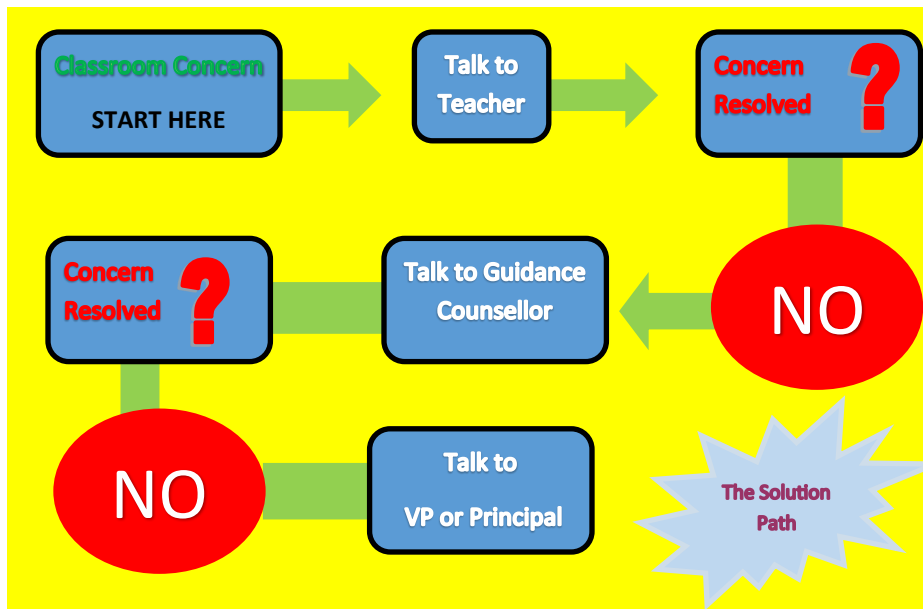 Classroom Concern
START HERE
Talk to
Teacher
Concern
Resolved
?
NO
Talk to Guidance
Counsellor
Concern
Resolved
?
NO
Talk to
VP or Principal
The Solution
Path